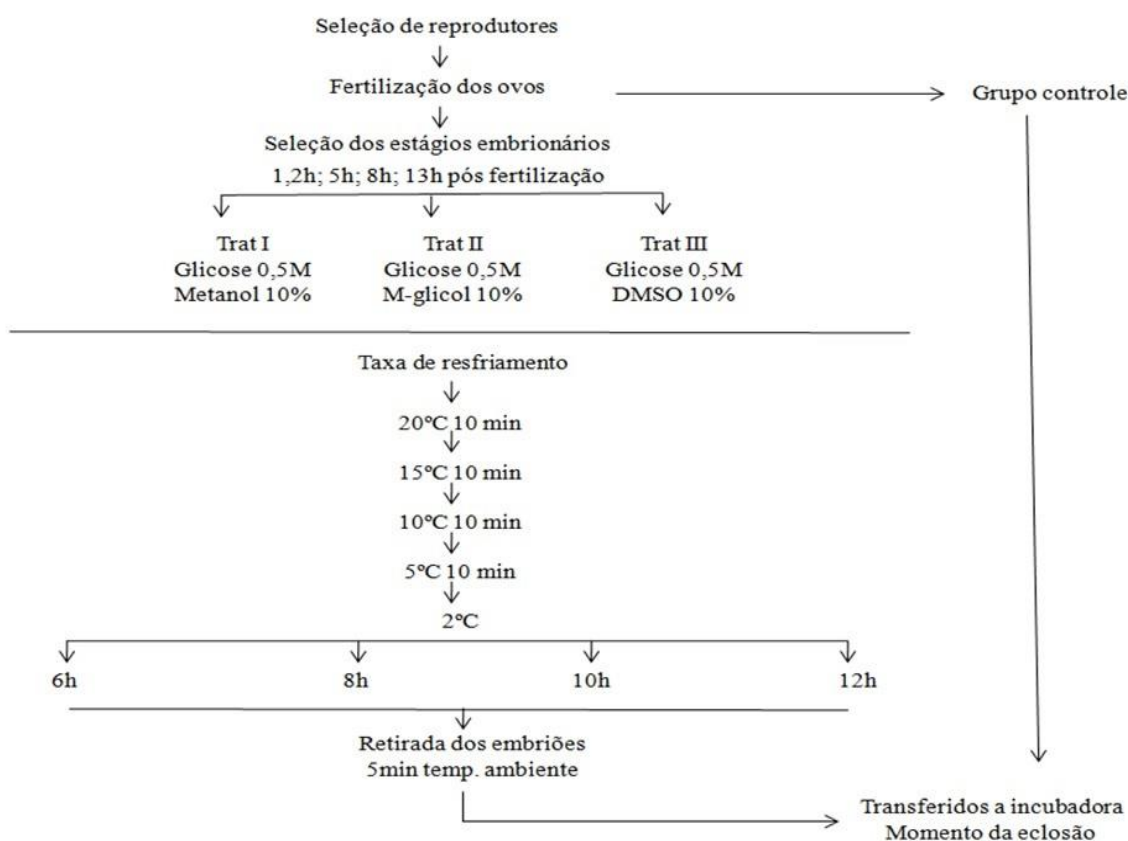 Seleção de reprodutores
Fertilização dos ovos
Grupo controle
Seleção dos estágios embrionários
1,2h; 5h; 8h; 13h pós fertilização
Trat I
Glicose 0,5M
Metanol 10%
Trat II
Glicose 0,5M
M-glicol 10%
Trat III
Glicose 0,5M
DMSO 10%
Taxa de resfriamento
20ºC 10 min
15ºC 10 min
10ºC 10 min
5ºC 10 min
2ºC
6h
8h
10h
12h
Retirada dos embriões
5min temp. ambiente
Transferidos a incubadora
Momento da eclosão